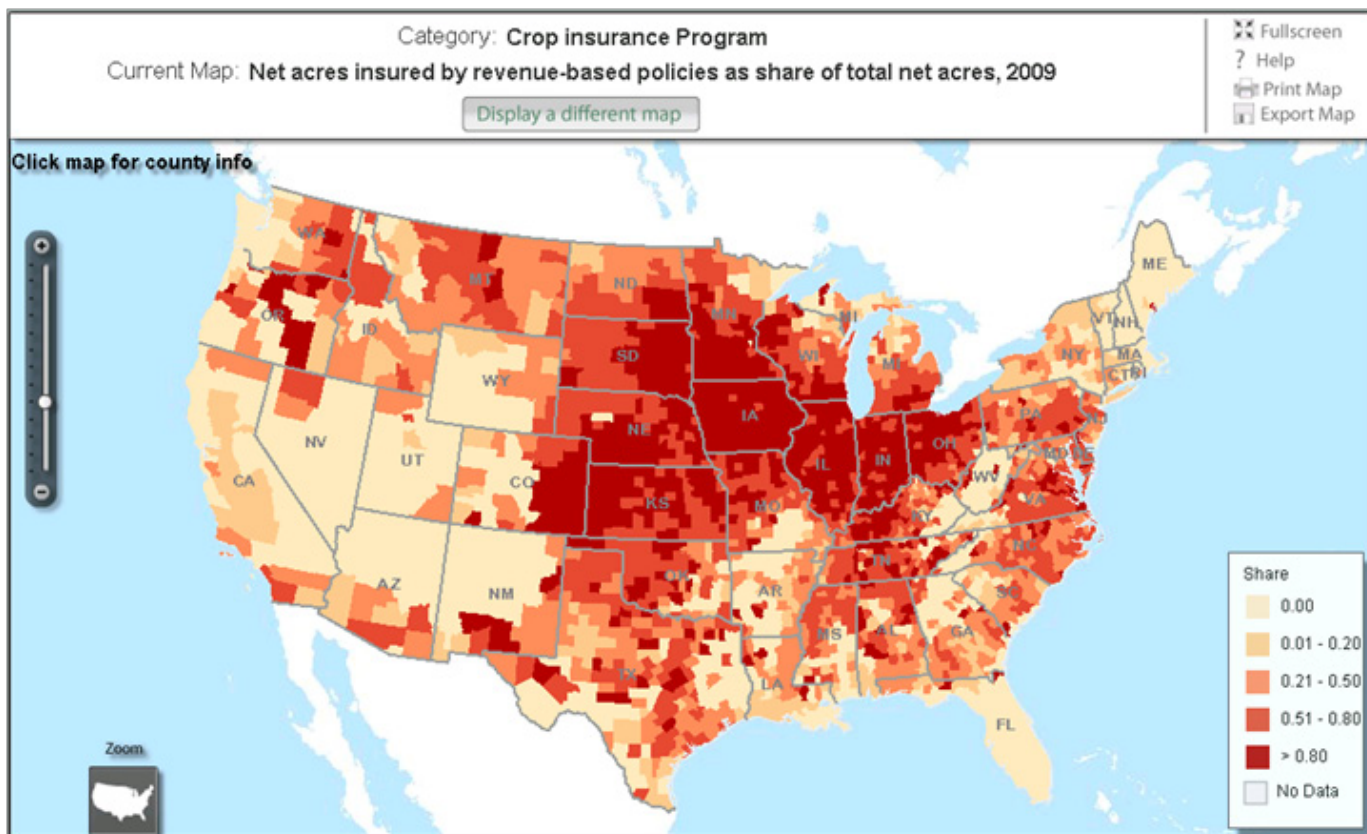 Category: Crop insurance Program
Current Map: Net acres insured by revenue-based policies as share of total net acres, 2009
Display a different map
Fullscreen
? Help
Print Map
Export Map
Click map for county info
WA
MT
ND
MN
OR
ID
SD
WI
MI
MI
WY
NY
VT
NH
ME
MA
CT
RI
NV
UT
CO
NE
IA
IL
IN
OH
PA
NJ
MD
DE
CA
KS
MO
KY
WV
VA
AZ
NM
OK
AR
TN
NC
SC
TX
LA
MS
AL
GA
FL
Share
0.00
0.01 - 0.20
0.21 - 0.50
0.51 - 0.80
> 0.80
No Data
Zoom